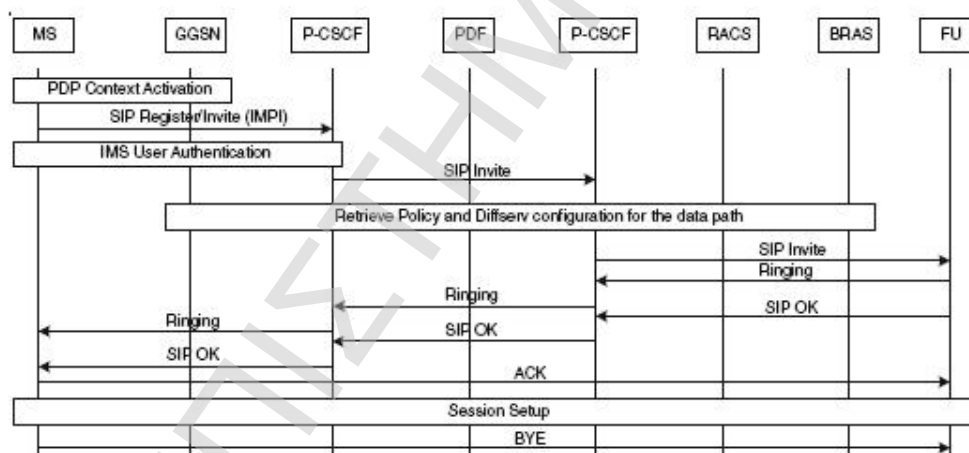 MS GGSN P-CSCF PDF P-CSCF RACS BRAS FU
PDP Context Activation
SIP Register/Invite (IMPI)
IMS User Authentication
SIP Invite
Retrieve Policy and Diffserv configuration for the data path
SIP Invite
Ringing
Ringing
SIP OK
Ringing
SIP OK
SIP OK
ACK
Session Setup
BYE
ΠΙΣΤΗΜ